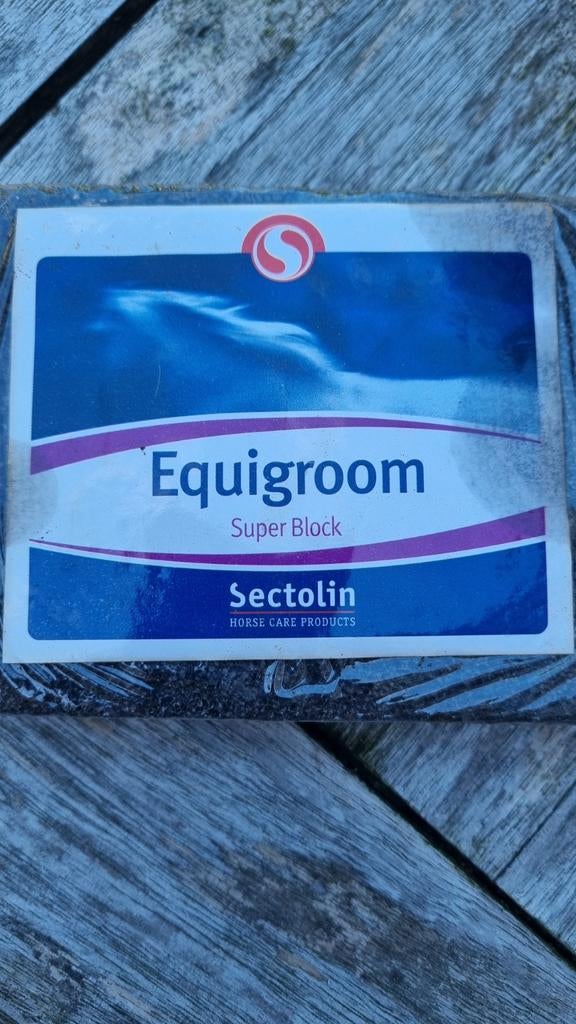 Equigroom
Super Block
Sectolin
HORSE CARE PRODUCTS